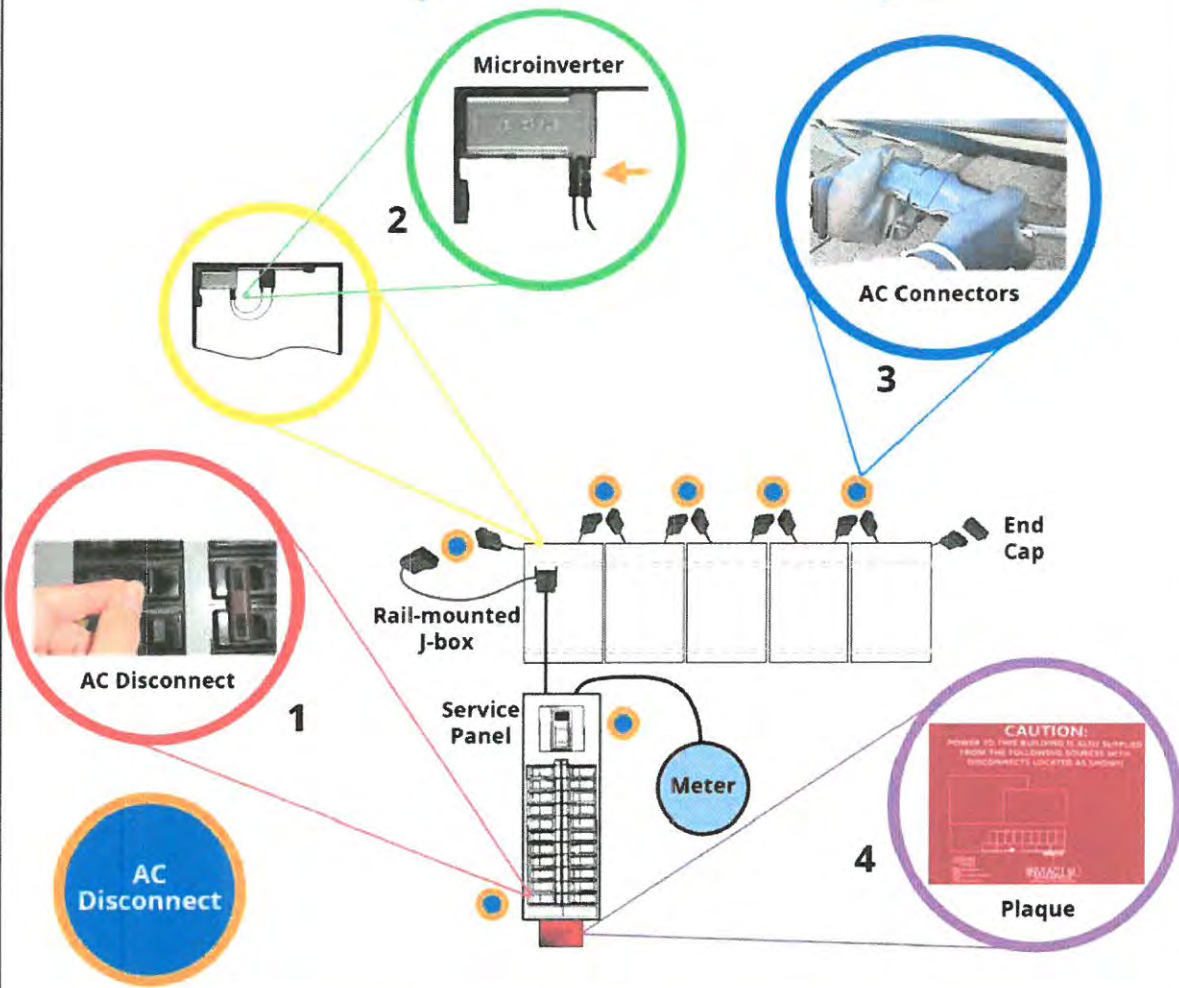 Microinverter
2
AC Connectors
3
End
Cap
Rail-mounted
J-box
AC Disconnect
1
Service
Panel
Meter
AC
Disconnect
4
CAUTION:
POWER TO THIS BUILDING IS ALSO SUPPLIED
FROM THE FOLLOWING SOURCES WITH
DISCONNECTS LOCATED AS SHOWN
Plaque